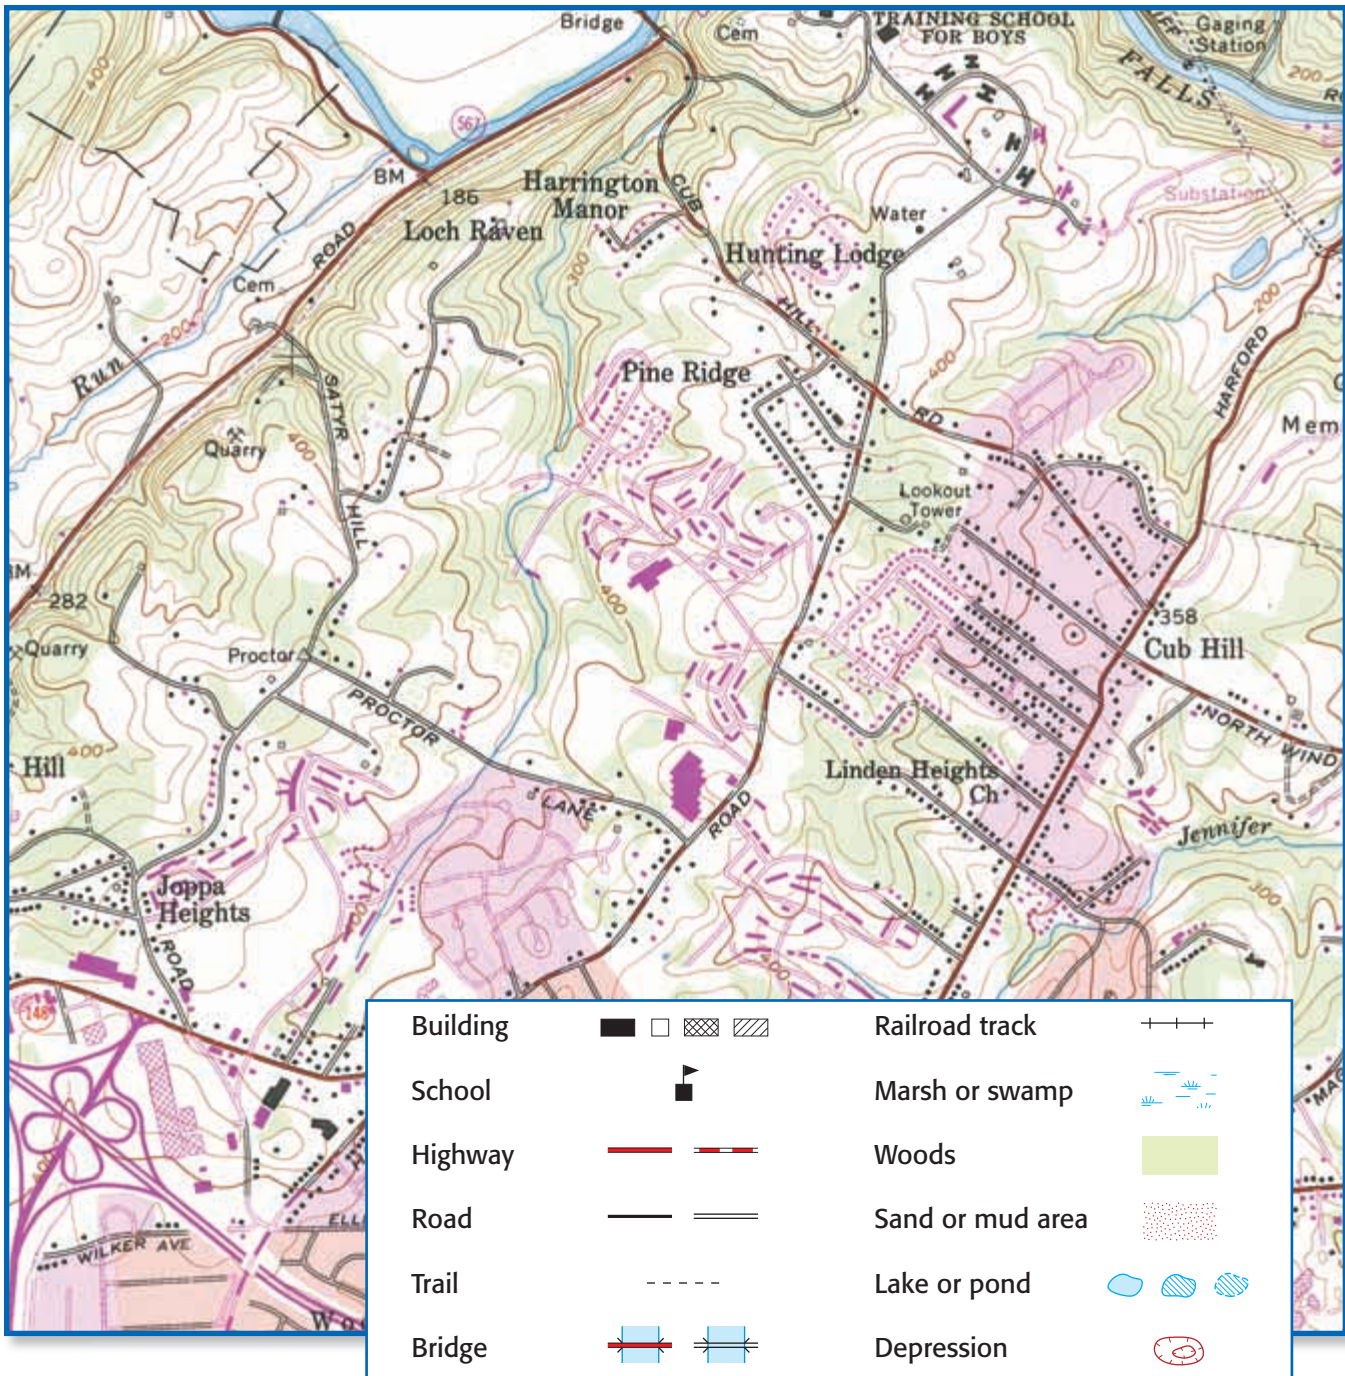 Bridge
Cem
TRAINING SCHOOL
FOR BOYS
Gaging
Station
FALLS
400
200
567
BM
186
Loch Raven
Harrington
Manor
CUB
Water
Substation
Hunting Lodge
ROAD
300
Cem
HILL
200
200
Run
SATYR
Pine Ridge
400
RD
HARFORD
Mem
Quarry
400
Lookout
Tower
HILL
282
400
358
Cub Hill
Quarry
Proctor
PROCTOR
NORTH WIND
400
Hill
Linden Heights
Ch
LANE
ROAD
Jennifer
Joppa
Heights
300
ROAD
400
148
WILKER AVE
Building
School
Highway
Road
Trail
Bridge
Railroad track
Marsh or swamp
Woods
Sand or mud area
Lake or pond
Depression